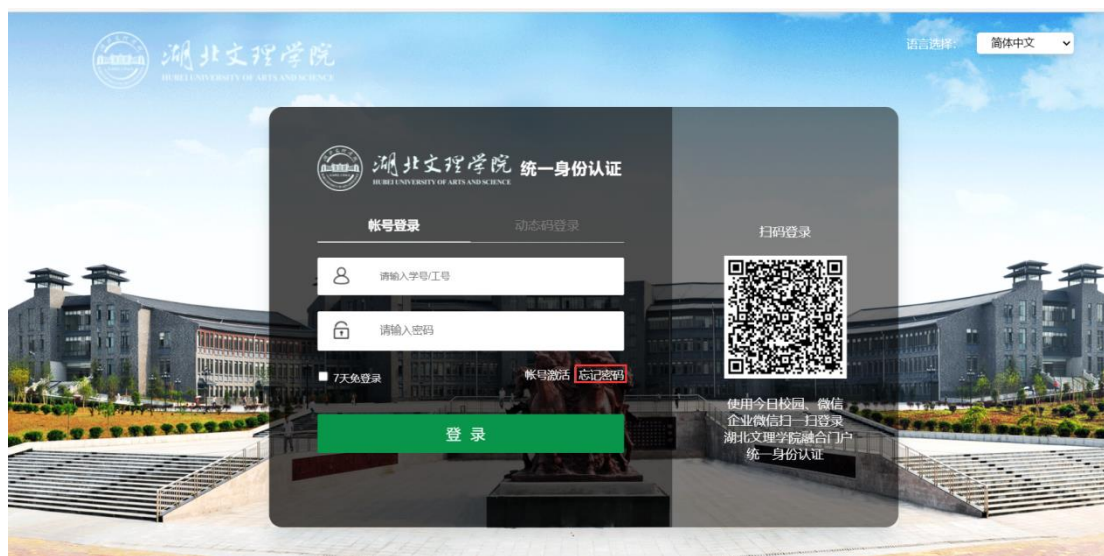 湖北文理学院
HUBEI UNIVERSITY OF ARTS AND SCIENCE
语言选择: 简体中文
湖北文理学院 统一身份认证
HUBEI UNIVERSITY OF ARTS AND SCIENCE
帐号登录 动态码登录
请输入学号/工号
请输入密码
7天免登录 帐号激活 忘记密码
登 录
扫码登录
使用今日校园、微信
企业微信扫一扫登录
湖北文理学院融合门户
统一身份认证